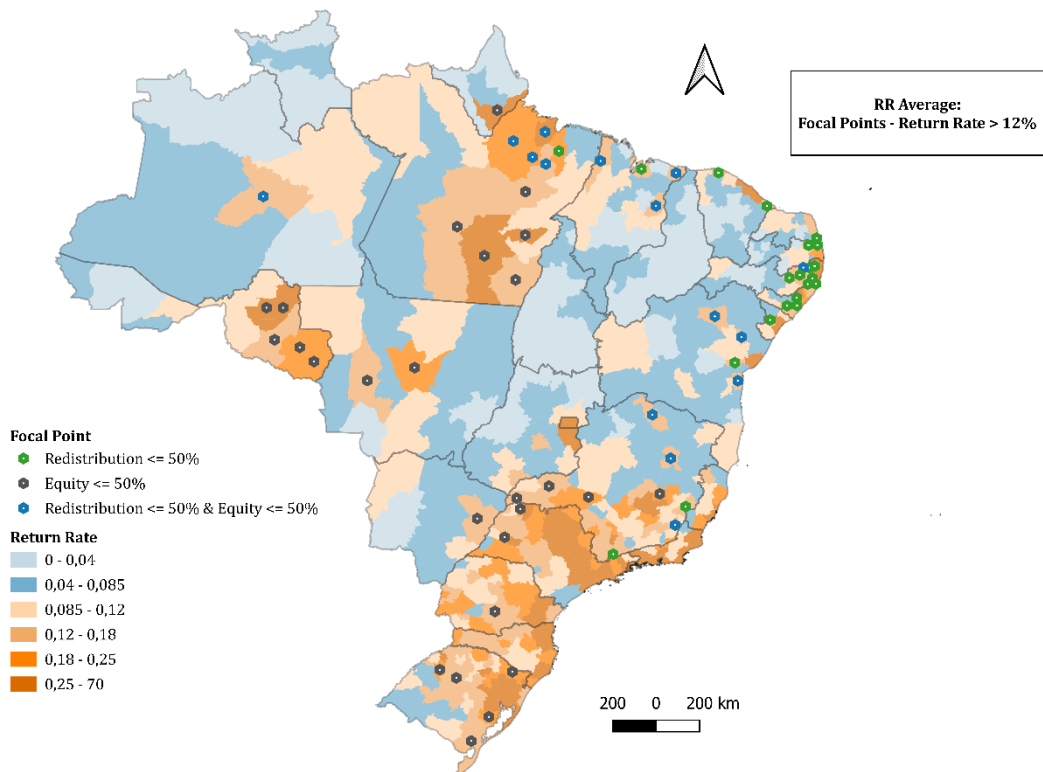 RR Average:
Focal Points - Return Rate > 12%
Focal Point
Redistribution <= 50%
Equity <= 50%
Redistribution <= 50% & Equity <= 50%
Return Rate
0 - 0,04
0,04 - 0,085
0,085 - 0,12
0,12 - 0,18
0,18 - 0,25
0,25 - 70
200 0 200 km